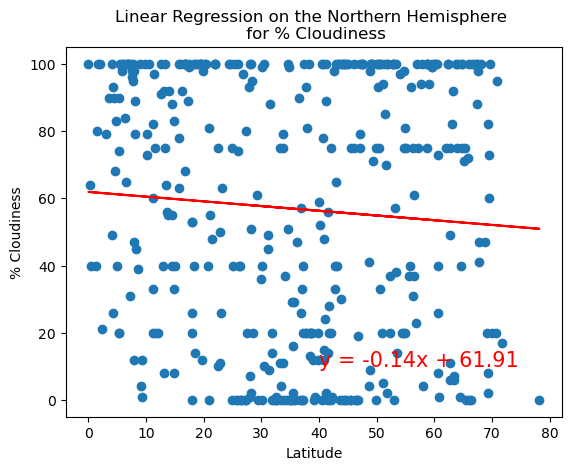 Linear Regression on the Northern Hemisphere
for % Cloudiness
100
80
60
40
20
0
% Cloudiness
y = -0.14x + 61.91
0 10 20 30 40 50 60 70 80
Latitude